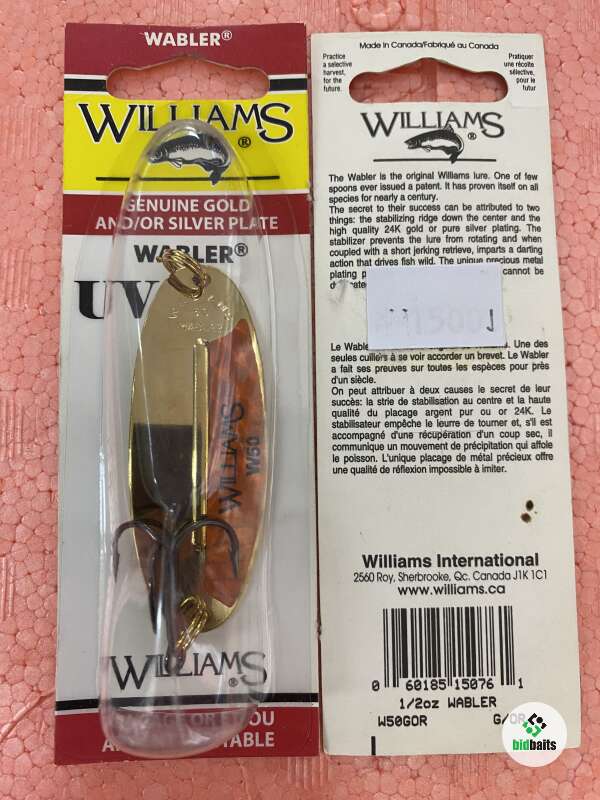 WABLER®
WILLIAMS®
GENUINE GOLD
AND/OR SILVER PLATE
WABLER®
UV
WABLER
WILLIAMS
W50
WILLIAMS®
Made in Canada/Fabriqué au Canada
Practice
a selective
harvest,
for the
future.
Pratiquer
une récolte
sélective,
pour le
futur
WILLIAMS®
The Wabler is the original Williams lure. One of few
spoons ever issued a patent. It has proven itself on all
species for nearly a century.
The secret to their success can be attributed to two
things: the stabilizing ridge down the center and the
high quality 24K gold or pure silver plating. The
stabilizer prevents the lure from rotating and when
coupled with a short jerking retrieve, imparts a darting
action that drives fish wild. The unique precious metal
plating cannot be
1500
Le Wabler Une des
seules cuillers à se voir accorder un brevet. Le Wabler
a fait ses preuves sur toutes les espèces pour près
d'un siècle.
On peut attribuer à deux causes le secret de leur
succès: la strie de stabilisation au centre et la haute
qualité du placage argent pur ou or 24K. Le
stabilisateur empêche le leurre de tourner et, s'il est
accompagné d'une récupération d'un coup sec, il
communique un mouvement de précipitation qui affole
le poisson. L'unique placage de métal précieux offre
une qualité de réflexion impossible à imiter.
Williams International
2560 Roy, Sherbrooke, Qc. Canada J1K 1C1
www.williams.ca
0 60185 15076 1
1/2oz WABLER
W50GOR G/OR
bidbaits